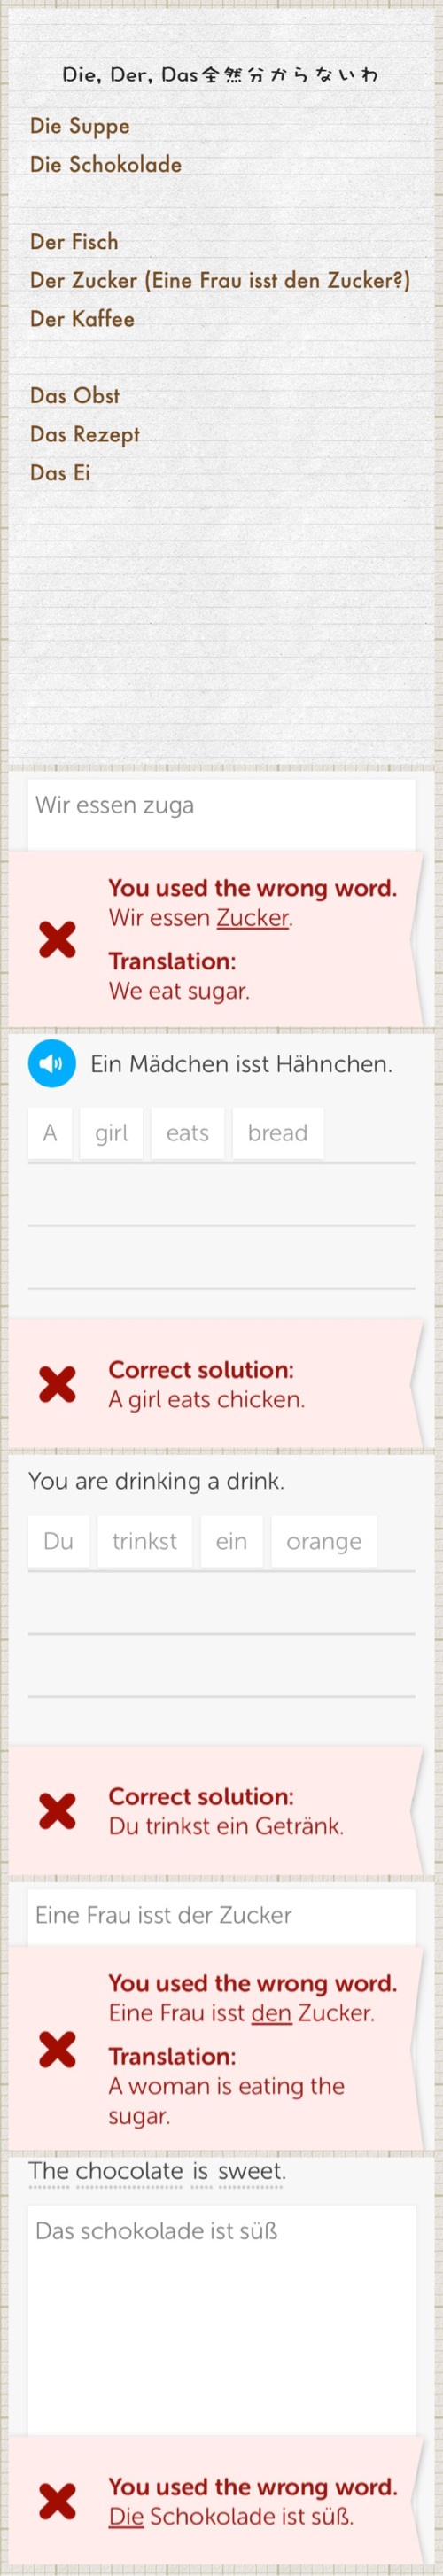 Die, Der, Das全然分からないわ
Die Suppe
Die Schokolade
Der Fisch
Der Zucker (Eine Frau isst den Zucker?)
Der Kaffee
Das Obst
Das Rezept
Das Ei
Wir essen zuga
You used the wrong word.
Wir essen Zucker.
Translation:
We eat sugar.
Ein Mädchen isst Hähnchen.
A girl eats bread
Correct solution:
A girl eats chicken.
You are drinking a drink.
Du trinkst ein orange
Correct solution:
Du trinkst ein Getränk.
Eine Frau isst der Zucker
You used the wrong word.
Eine Frau isst den Zucker.
Translation:
A woman is eating the
sugar.
The chocolate is sweet.
Das schokolade ist süß
You used the wrong word.
Die Schokolade ist süß.